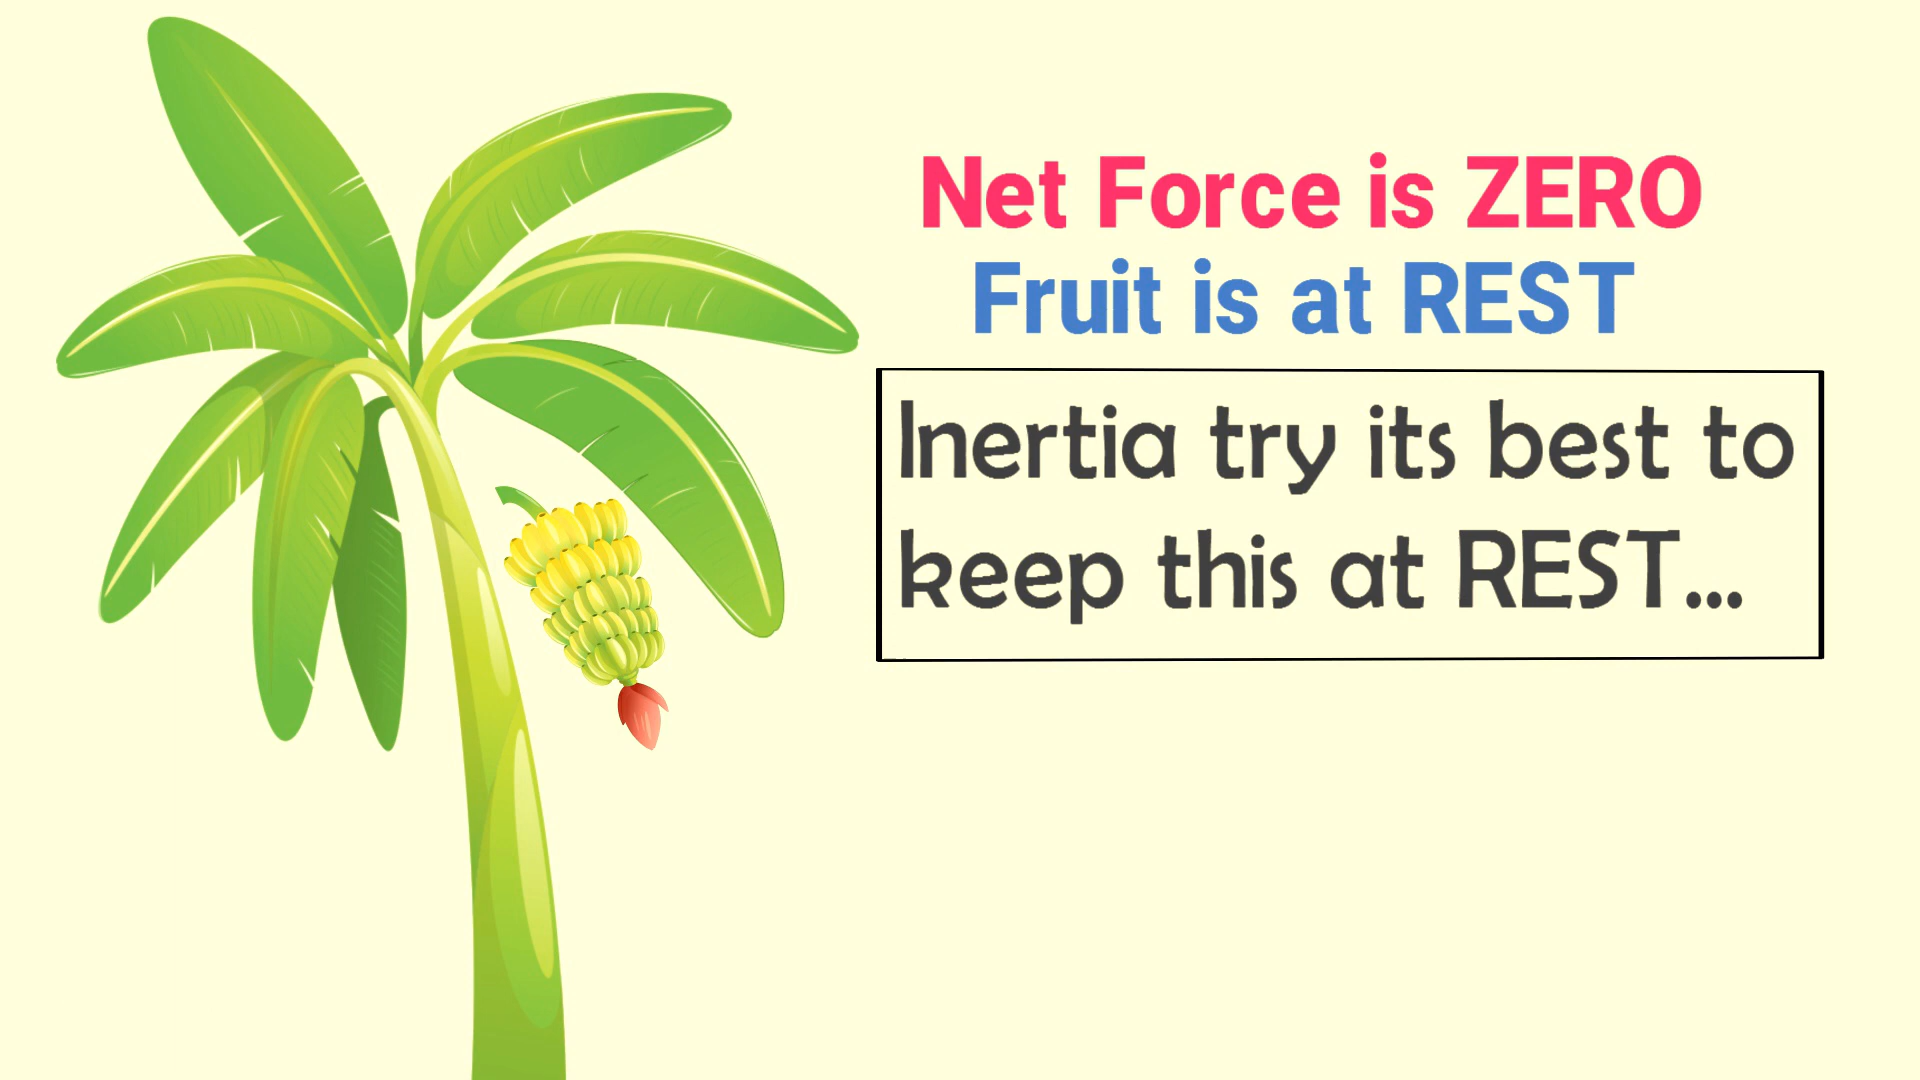 Net Force is ZERO
Fruit is at REST
Inertia try its best to
keep this at REST...